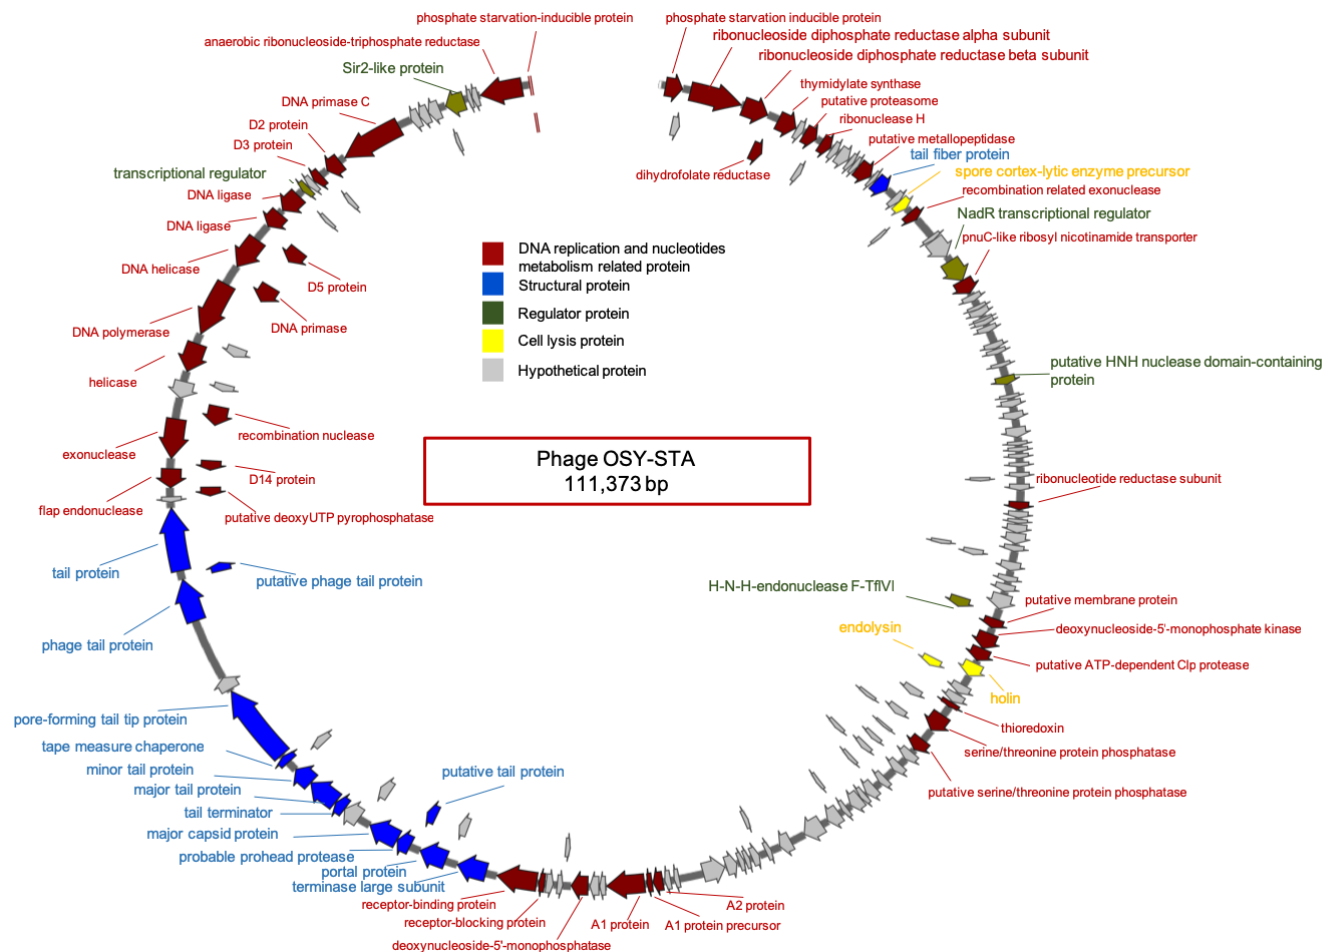 phosphate starvation-inducible protein
phosphate starvation inducible protein
anaerobic ribonucleoside-triphosphate reductase
ribonucleoside diphosphate reductase alpha subunit
Sir2-like protein
ribonucleoside diphosphate reductase beta subunit
DNA primase C
thymidylate synthase
putative proteasome
D2 protein
ribonuclease H
D3 protein
putative metallopeptidase
tail fiber protein
transcriptional regulator
dihydrofolate reductase
spore cortex-lytic enzyme precursor
DNA ligase
recombination related exonuclease
NadR transcriptional regulator
DNA ligase
pnuC-like ribosyl nicotinamide transporter
DNA replication and nucleotides
metabolism related protein
Structural protein
Regulator protein
Cell lysis protein
Hypothetical protein
DNA helicase
D5 protein
DNA primase
DNA polymerase
putative HNH nuclease domain-containing
protein
helicase
recombination nuclease
exonuclease
Phage OSY-STA
111,373 bp
D14 protein
ribonucleotide reductase subunit
flap endonuclease
putative deoxyUTP pyrophosphatase
tail protein
putative phage tail protein
H-N-H-endonuclease F-TflVI
putative membrane protein
endolysin
deoxynucleoside-5'-monophosphate kinase
phage tail protein
putative ATP-dependent Clp protease
holin
pore-forming tail tip protein
thioredoxin
tape measure chaperone
serine/threonine protein phosphatase
minor tail protein
putative tail protein
major tail protein
putative serine/threonine protein phosphatase
tail terminator
major capsid protein
probable prohead protease
portal protein
terminase large subunit
receptor-binding protein
A2 protein
receptor-blocking protein
A1 protein
A1 protein precursor
deoxynucleoside-5'-monophosphatase